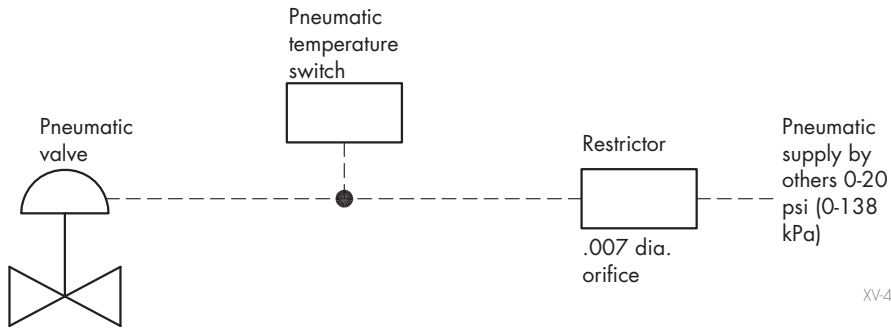 Pneumatic
temperature
switch
Pneumatic
valve
Restrictor
Pneumatic
supply by
others 0-20
psi (0-138
kPa)
.007 dia.
orifice
XV-4